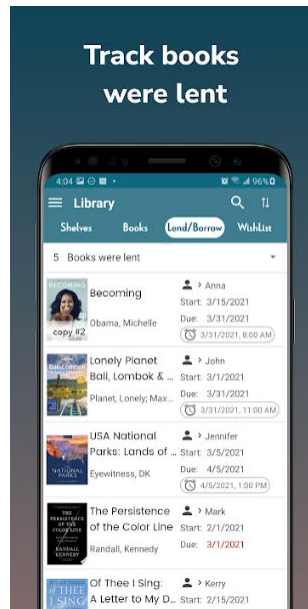 Track books
were lent
4:04
96%
Library
Shelves Books Lend/Borrow WishList
5 Books were lent
BECOMING
copy #2
Becoming
Obama, Michelle
> Anna
Start: 3/15/2021
Due: 3/31/2021
3/31/2021, 8:00 AM
Lonely Planet
Bali, Lombok & ...
Planet, Lonely; Max...
> John
Start: 3/1/2021
Due: 3/31/2021
3/31/2021, 11:00 AM
NATIONAL
PARKS
USA National
Parks: Lands of ...
Eyewitness, DK
> Jennifer
Start: 3/5/2021
Due: 4/5/2021
4/5/2021, 1:00 PM
THE
PERSISTENCE
OF THE
COLOR LINE
RANDALL
KENNEDY
The Persistence
of the Color Line
Randall, Kennedy
> Mark
Start: 2/1/2021
Due: 3/1/2021
OF THEE
I SING
Of Thee I Sing:
A Letter to My D...
> Kerry
Start: 2/15/2021